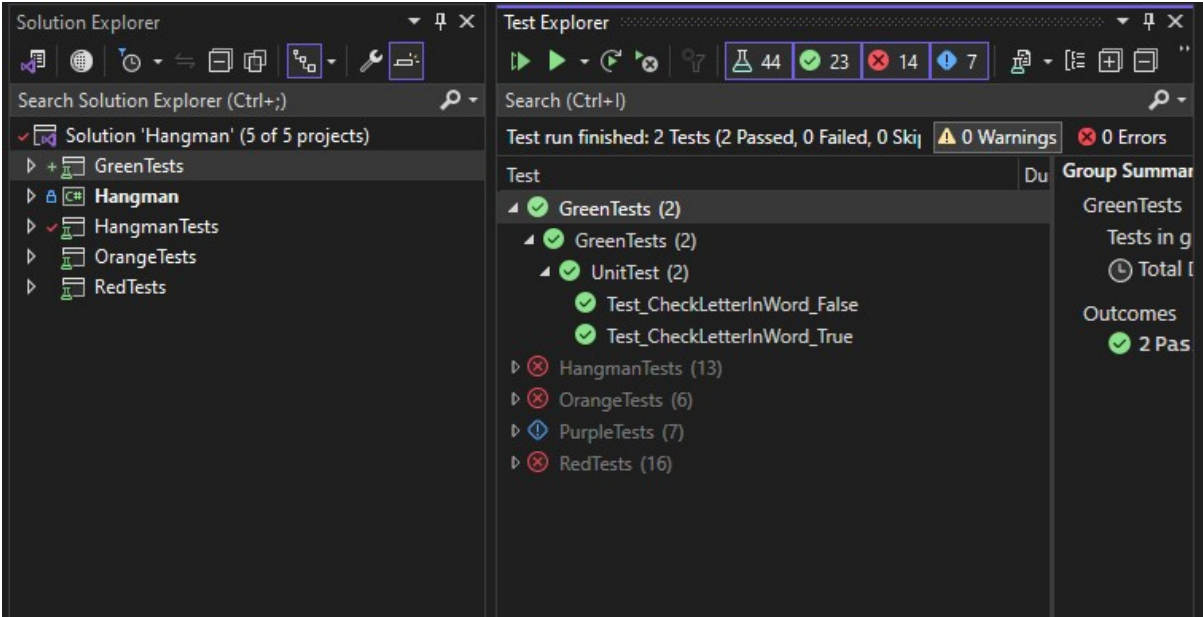 Solution Explorer
Search Solution Explorer (Ctrl+;)
Solution 'Hangman' (5 of 5 projects)
GreenTests
C# Hangman
HangmanTests
OrangeTests
RedTests
Test Explorer
44 23 14 7
Search (Ctrl+I)
Test run finished: 2 Tests (2 Passed, 0 Failed, 0 Ski
0 Warnings
0 Errors
Test
Du
GreenTests (2)
GreenTests (2)
UnitTest (2)
Test_CheckLetterInWord_False
Test_CheckLetterInWord_True
HangmanTests (13)
OrangeTests (6)
PurpleTests (7)
RedTests (16)
Group Summar
GreenTests
Tests in g
Total
Outcomes
2 Pas